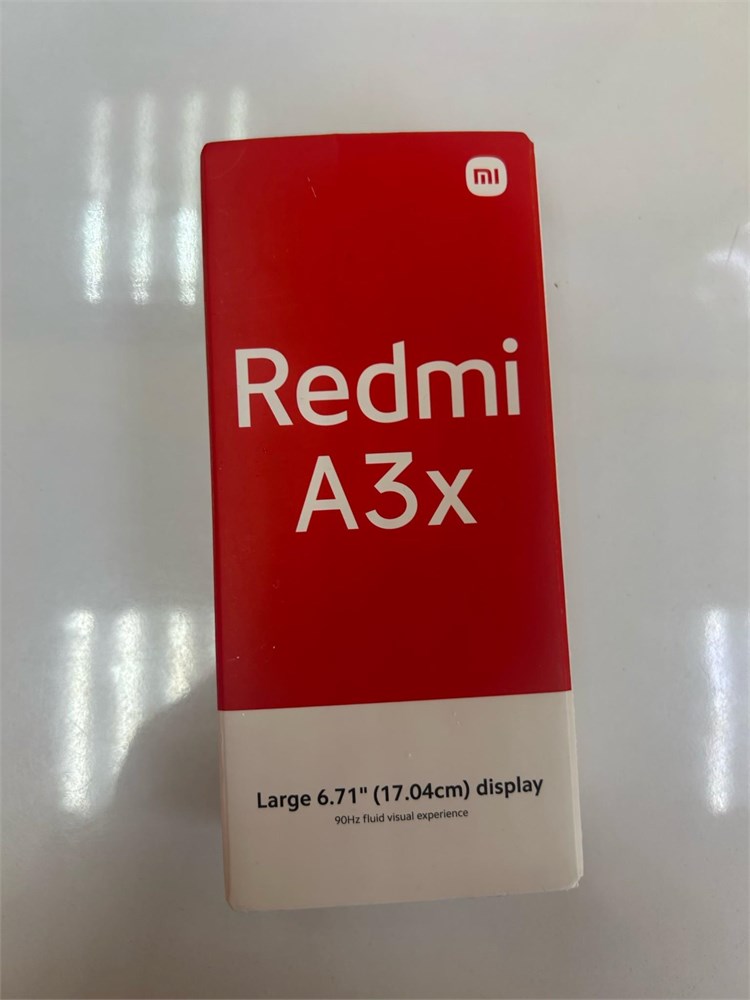 mi
Redmi
A3x
Large 6.71" (17.04cm) display
90Hz fluid visual experience